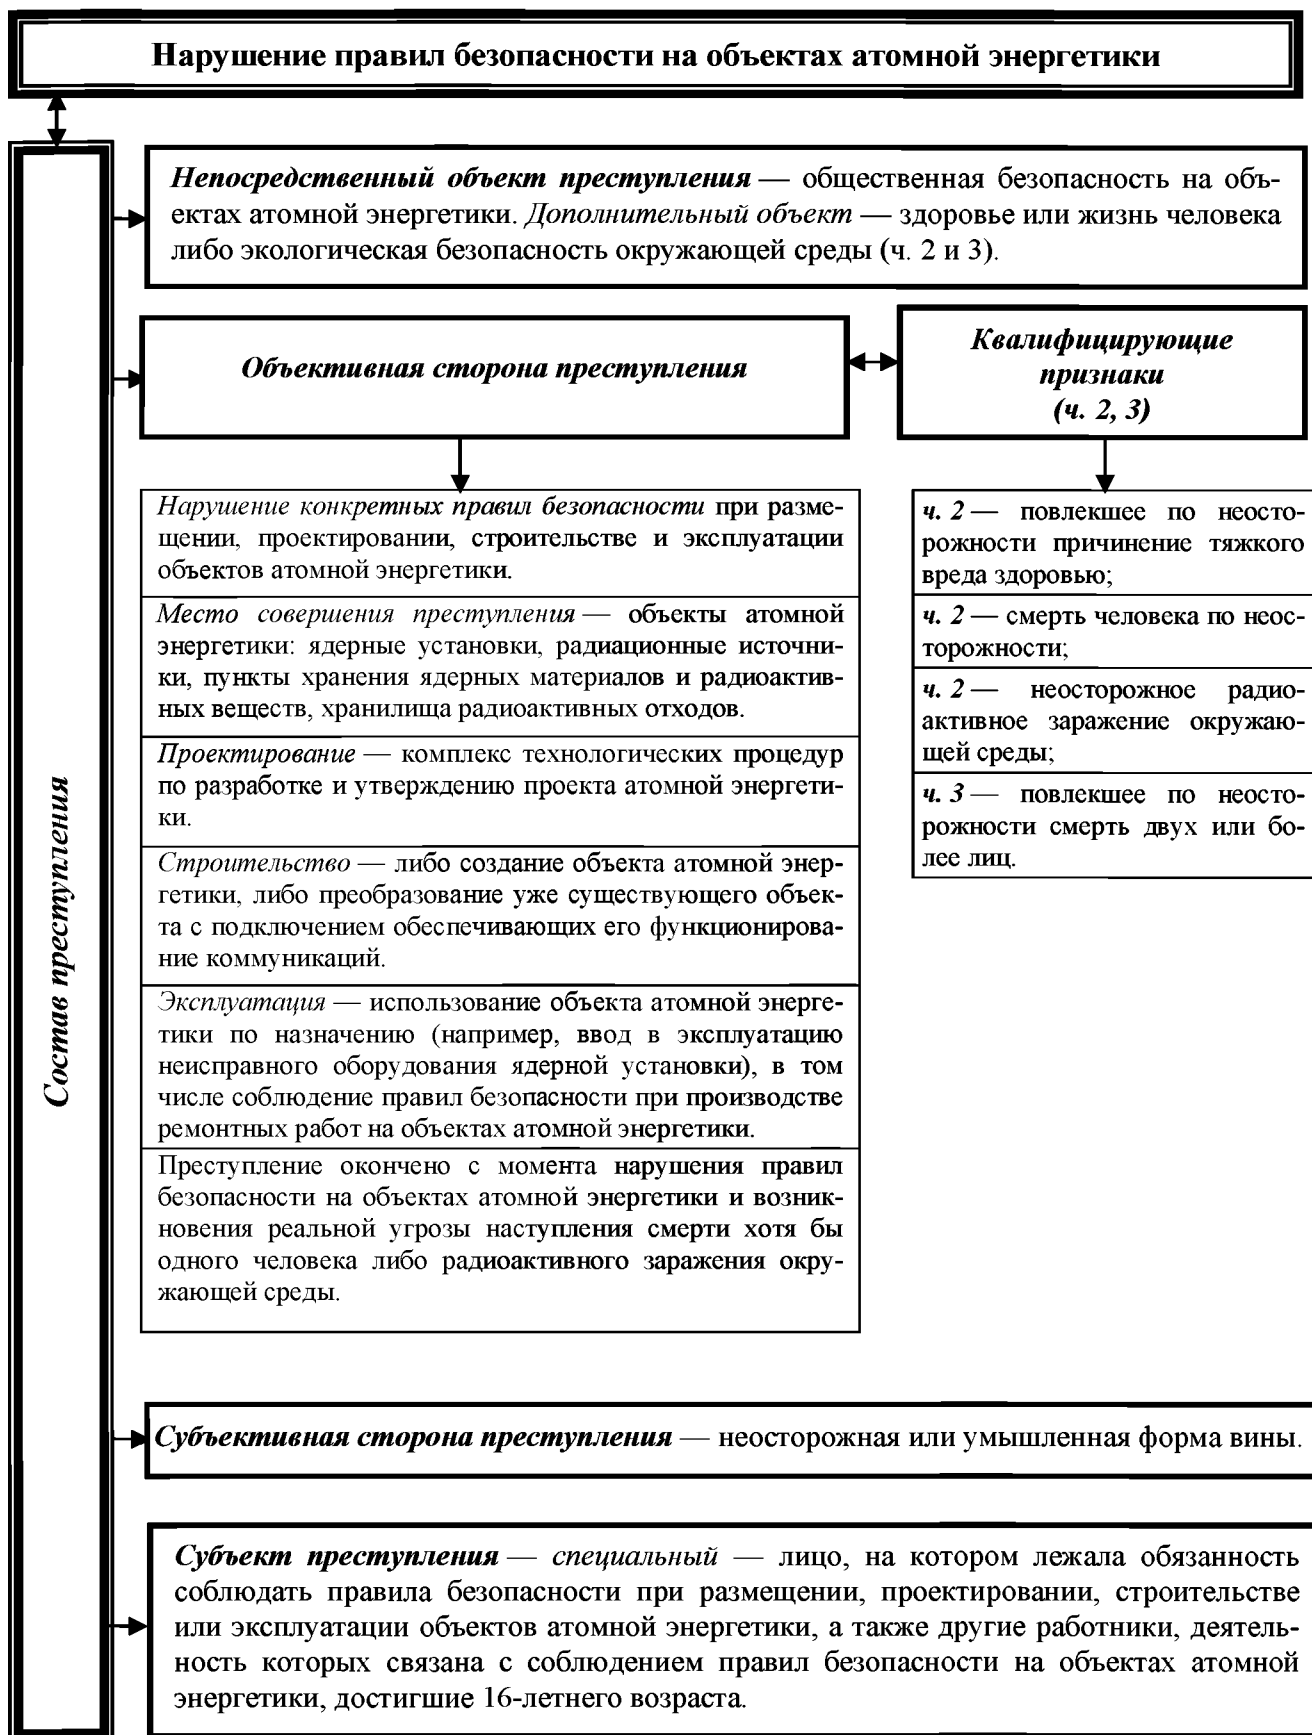 Нарушение правил безопасности на объектах атомной энергетики
Состав преступления
Непосредственный объект преступления — общественная безопасность на объ-
ектах атомной энергетики. Дополнительный объект — здоровье или жизнь человека
либо экологическая безопасность окружающей среды (ч. 2 и 3).
Объективная сторона преступления
Нарушение конкретных правил безопасности при разме-
щении, проектировании, строительстве и эксплуатации
объектов атомной энергетики.
Место совершения преступления — объекты атомной
энергетики: ядерные установки, радиационные источни-
ки, пункты хранения ядерных материалов и радиоактив-
ных веществ, хранилища радиоактивных отходов.
Проектирование — комплекс технологических процедур
по разработке и утверждению проекта атомной энергети-
ки.
Строительство — либо создание объекта атомной энер-
гетики, либо преобразование уже существующего объек-
та с подключением обеспечивающих его функционирова-
ние коммуникаций.
Эксплуатация — использование объекта атомной энерге-
тики по назначению (например, ввод в эксплуатацию
неисправного оборудования ядерной установки), в том
числе соблюдение правил безопасности при производстве
ремонтных работ на объектах атомной энергетики.
Преступление окончено с момента нарушения правил
безопасности на объектах атомной энергетики и возник-
новения реальной угрозы наступления смерти хотя бы
одного человека либо радиоактивного заражения окру-
жающей среды.
Квалифицирующие
признаки
(ч. 2, 3)
ч. 2 — повлекшее по неосто-
рожности причинение тяжкого
вреда здоровью;
ч. 2 — смерть человека по неос-
торожности;
ч. 2 — неосторожное радио-
активное заражение окружаю-
щей среды;
ч. 3 — повлекшее по неосто-
рожности смерть двух или бо-
лее лиц.
Субъективная сторона преступления — неосторожная или умышленная форма вины.
Субъект преступления — специальный — лицо, на котором лежала обязанность
соблюдать правила безопасности при размещении, проектировании, строительстве
или эксплуатации объектов атомной энергетики, а также другие работники, деятель-
ность которых связана с соблюдением правил безопасности на объектах атомной
энергетики, достигшие 16-летнего возраста.